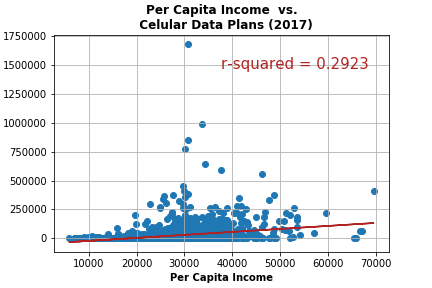 Per Capita Income vs.
Celular Data Plans (2017)
1750000
1500000
1250000
1000000
750000
500000
250000
0
r-squared = 0.2923
10000 20000 30000 40000 50000 60000 70000
Per Capita Income